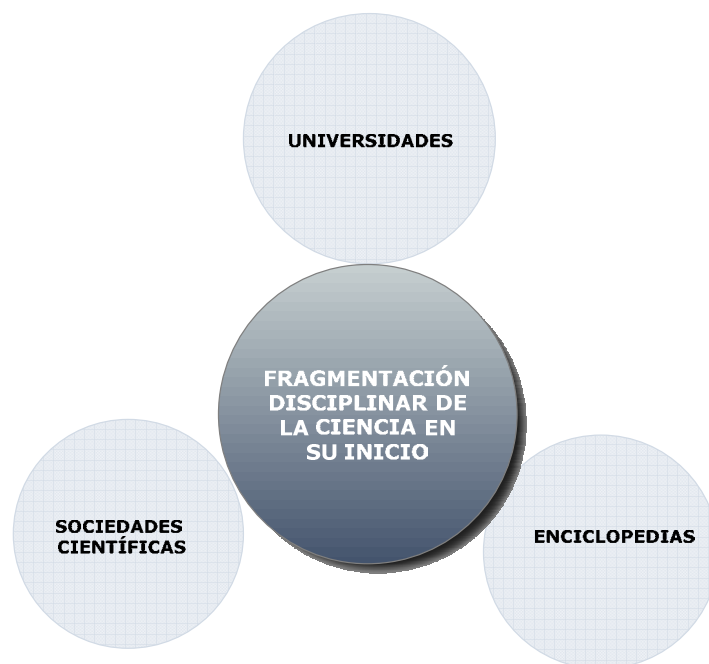 UNIVERSIDADES
FRAGMENTACIÓN
DISCIPLINAR DE
LA CIENCIA EN
SU INICIO
SOCIEDADES
CIENTÍFICAS
ENCICLOPEDIAS